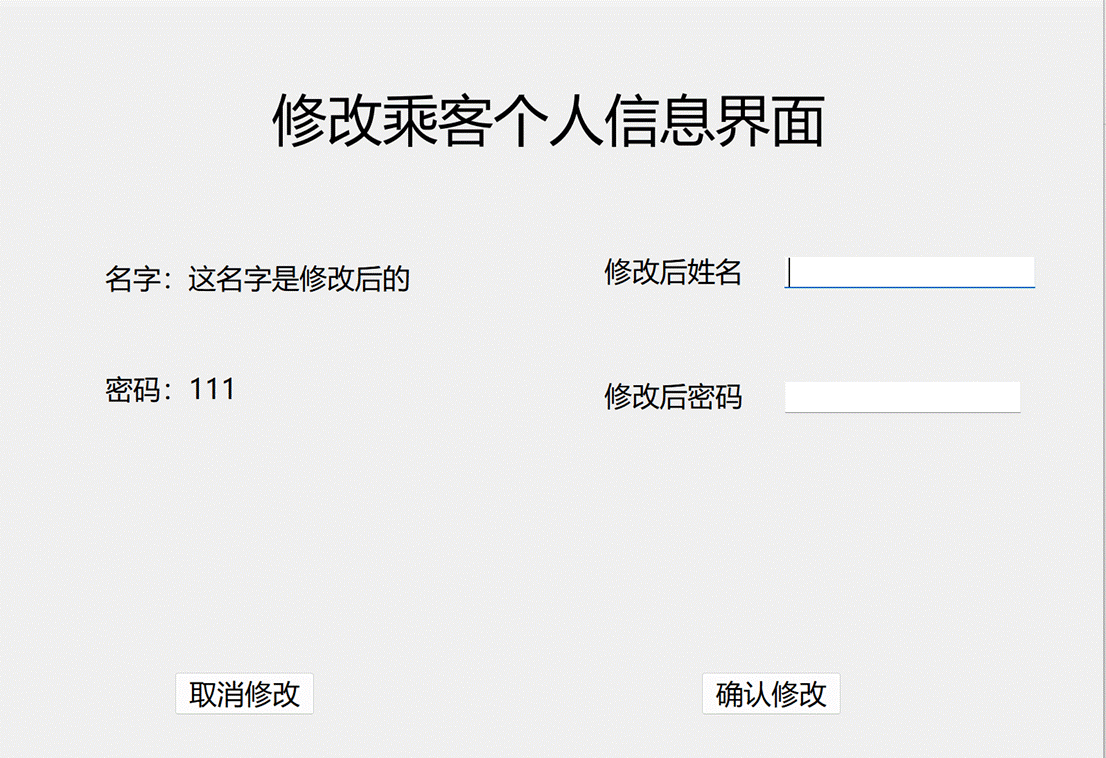 修改乘客个人信息界面
名字：这名字是修改后的
修改后姓名
密码：111
修改后密码
取消修改
确认修改